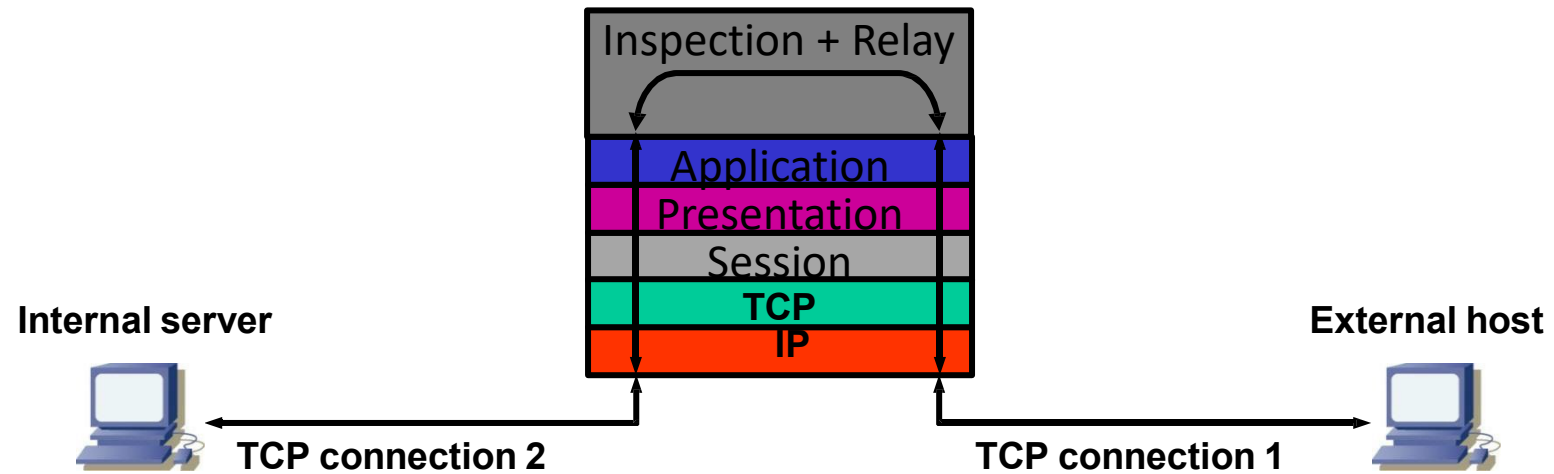 Inspection + Relay
Application
Presentation
Session
TCP
IP
Internal server
External host
TCP connection 2
TCP connection 1